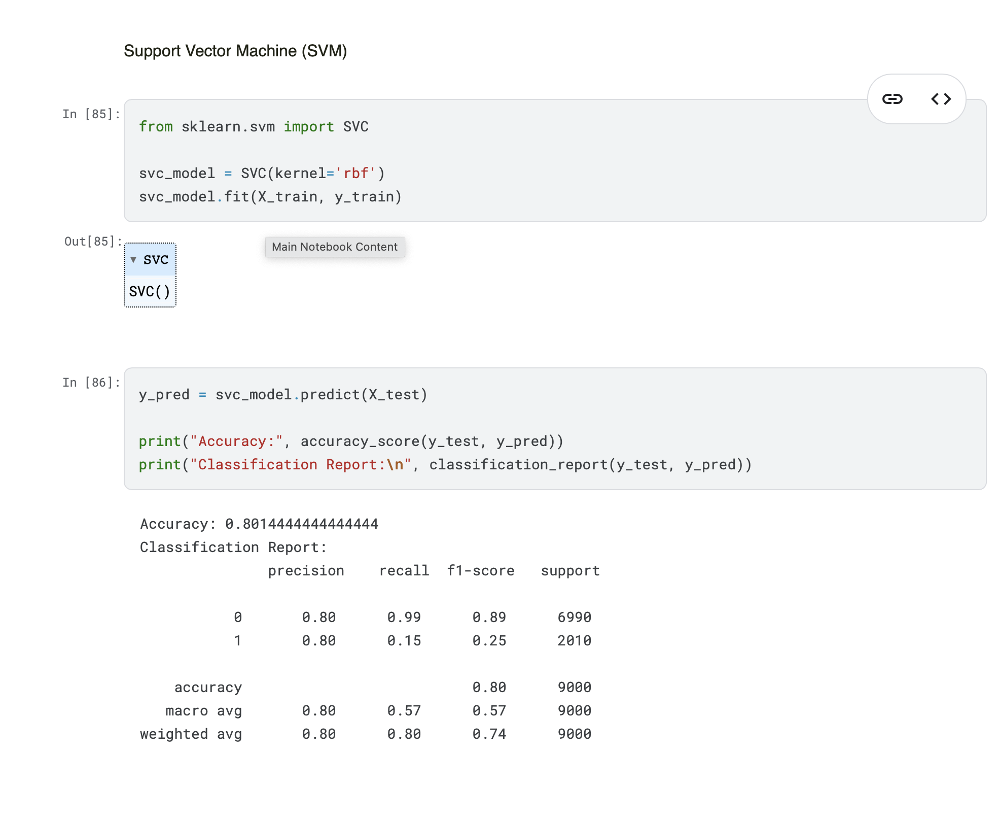 Support Vector Machine (SVM)
In [85]:
from sklearn.svm import SVC
svc_model = SVC(kernel='rbf')
svc_model.fit(X_train, y_train)
Out[85]:
Main Notebook Content
▾ SVC
SVC()
In [86]:
y_pred = svc_model.predict(X_test)
print("Accuracy:", accuracy_score(y_test, y_pred))
print("Classification Report:\n", classification_report(y_test, y_pred))
Accuracy: 0.8014444444444444
Classification Report:
precision recall f1-score support
0 0.80 0.99 0.89 6990
1 0.80 0.15 0.25 2010
accuracy 0.80 9000
macro avg 0.80 0.57 0.57 9000
weighted avg 0.80 0.80 0.74 9000